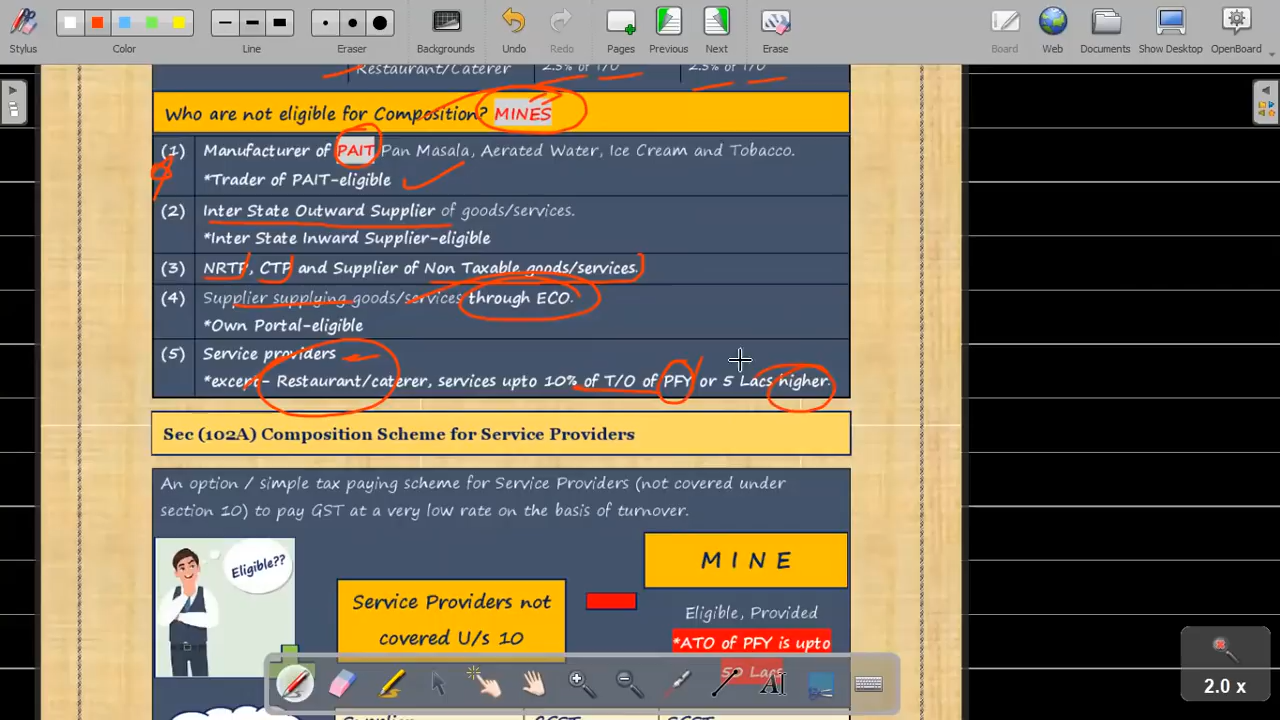 Stylus
Color
Line
Eraser
Backgrounds
Undo
Redo
Pages
Previous
Next
Erase
Board
Web
Documents
Show Desktop
OpenBoard
Restaurant/Caterer 2.5% of T/O 2.5% of T/O
Who are not eligible for Composition? MINES
(1) Manufacturer of PAIT Pan Masala, Aerated Water, Ice Cream and Tobacco.
*Trader of PAIT-eligible
(2) Inter State Outward Supplier of goods/services.
*Inter State Inward Supplier-eligible
(3) NRTP, CTP and Supplier of Non Taxable goods/services.
(4) Supplier supplying goods/services through ECO.
*Own Portal-eligible
(5) Service providers
*except- Restaurant/caterer, services upto 10% of T/O of PFY or 5 Lacs higher.
Sec (102A) Composition Scheme for Service Providers
An option / simple tax paying scheme for Service Providers (not covered under
section 10) to pay GST at a very low rate on the basis of turnover.
Eligible??
Service Providers not
covered U/s 10
M I N E
Eligible, Provided
*ATO of PFY is upto
50 Lacs
2.0 x